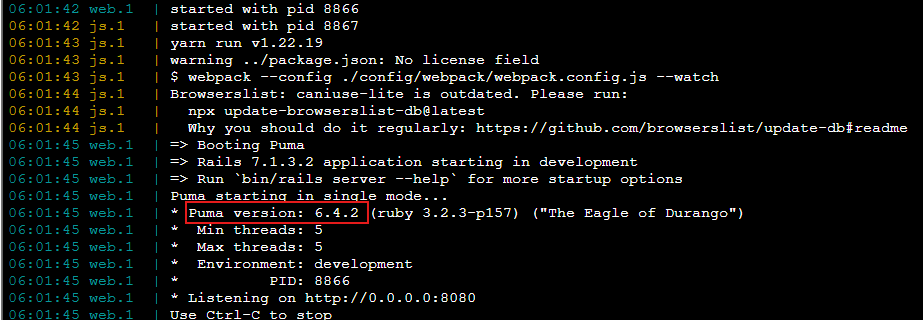 06:01:42 web.1 | started with pid 8866
06:01:42 js.1 | started with pid 8867
06:01:43 js.1 | yarn run v1.22.19
06:01:43 js.1 | warning ../package.json: No license field
06:01:43 js.1 | $ webpack --config ./config/webpack/webpack.config.js --watch
06:01:44 js.1 | Browserslist: caniuse-lite is outdated. Please run:
06:01:44 js.1 | npx update-browserslist-db@latest
06:01:44 js.1 | Why you should do it regularly: https://github.com/browserslist/update-db#readme
06:01:45 web.1 | => Booting Puma
06:01:45 web.1 | => Rails 7.1.3.2 application starting in development
06:01:45 web.1 | => Run `bin/rails server --help` for more startup options
06:01:45 web.1 | Puma starting in single mode...
06:01:45 web.1 | * Puma version: 6.4.2 (ruby 3.2.3-p157) ("The Eagle of Durango")
06:01:45 web.1 | * Min threads: 5
06:01:45 web.1 | * Max threads: 5
06:01:45 web.1 | * Environment: development
06:01:45 web.1 | * PID: 8866
06:01:45 web.1 | * Listening on http://0.0.0.0:8080
06:01:45 web.1 | Use Ctrl-C to stop